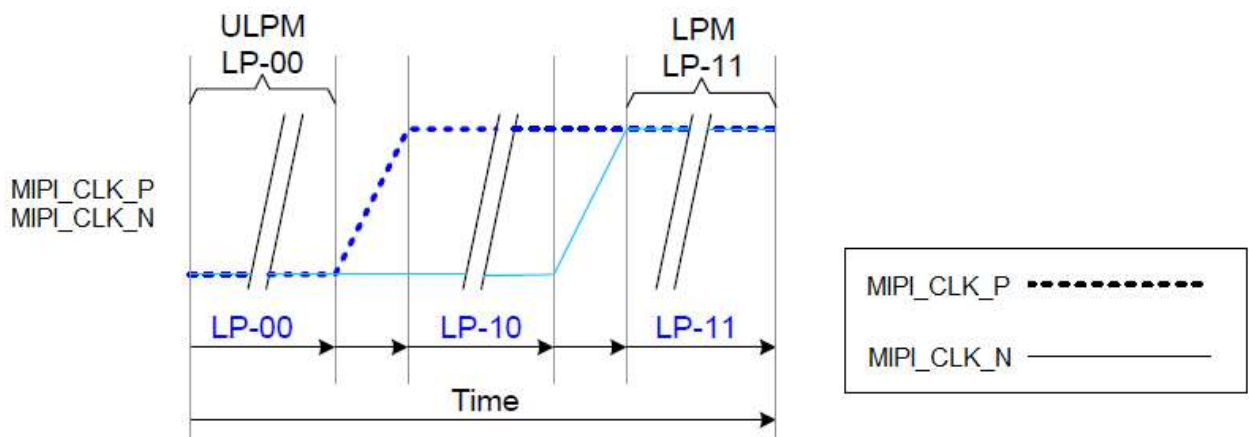 ULPM
LP-00
LPM
LP-11
MIPI_CLK_P
MIPI_CLK_N
LP-00
LP-10
LP-11
Time
MIPI_CLK_P
MIPI_CLK_N